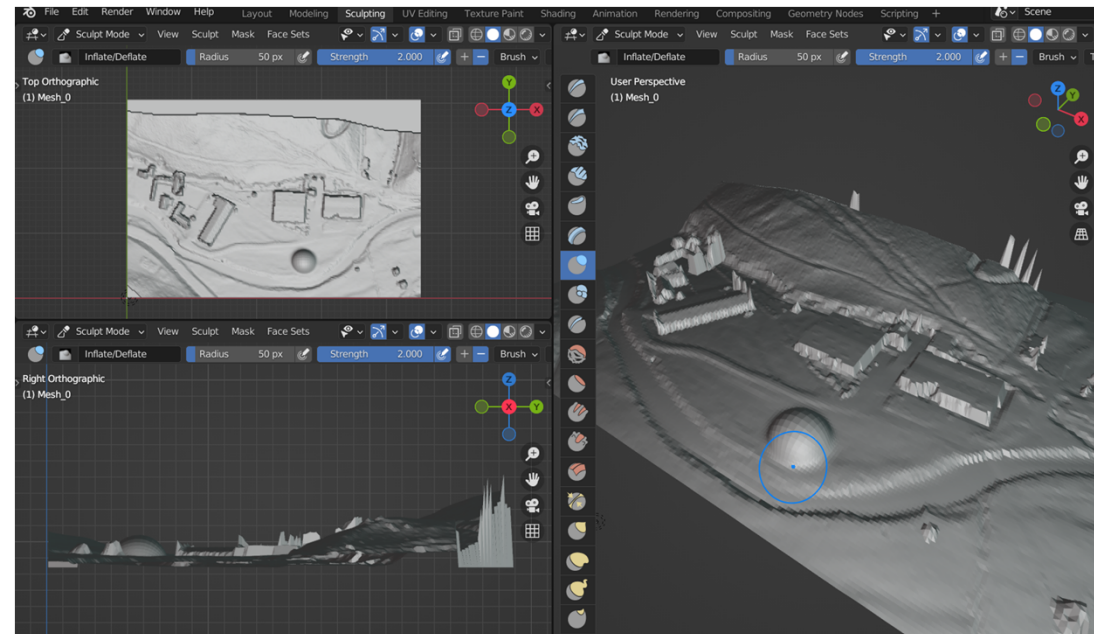 File Edit Render Window Help Layout Modeling Sculpting UV Editing Texture Paint Shading Animation Rendering Compositing Geometry Nodes Scripting + Scene
Sculpt Mode View Sculpt Mask Face Sets
Inflate/Deflate Radius 50 px Strength 2.000 + − Brush
Top Orthographic
(1) Mesh_0
Y
Z X
Sculpt Mode View Sculpt Mask Face Sets
Inflate/Deflate Radius 50 px Strength 2.000 + − Brush
Right Orthographic
(1) Mesh_0
Z
X Y
Sculpt Mode View Sculpt Mask Face Sets
Inflate/Deflate Radius 50 px Strength 2.000 + − Brush
User Perspective
(1) Mesh_0
Z
Y
X